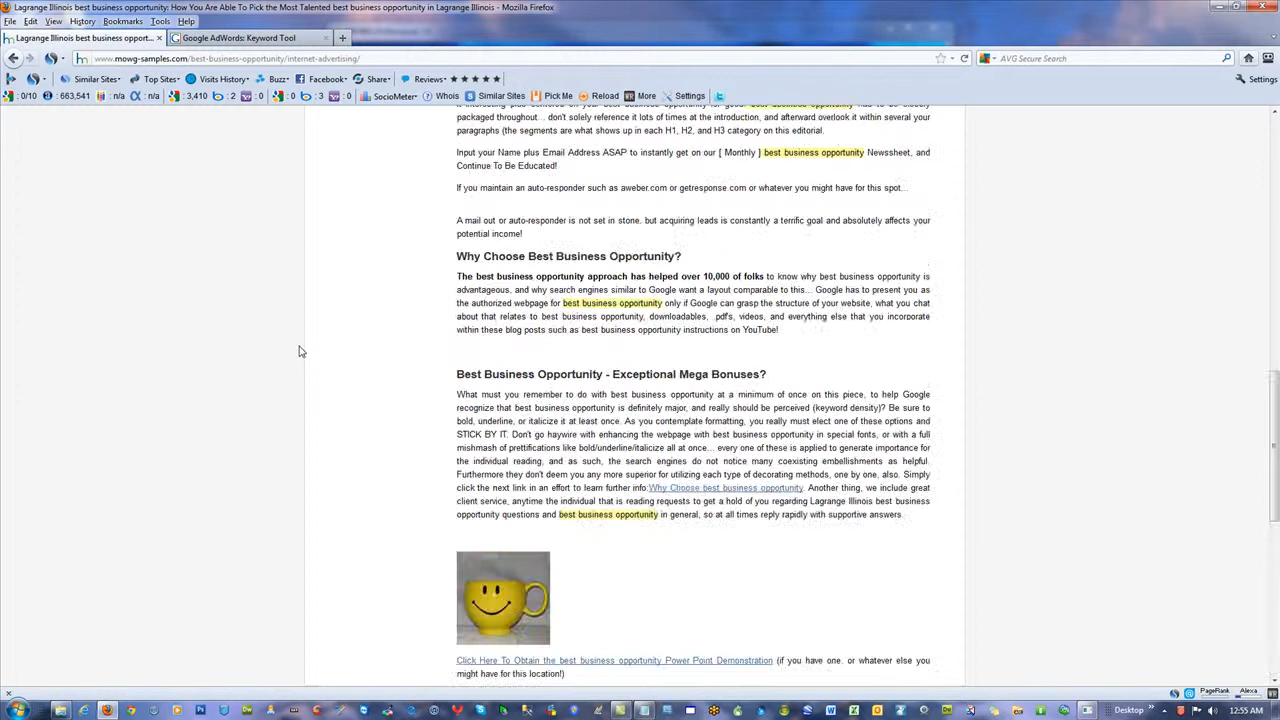 Lagrange Illinois best business opportunity: How You Are Able To Pick the Most Talented best business opportunity in Lagrange Illinois - Mozilla Firefox
File Edit View History Bookmarks Tools Help
Lagrange Illinois best business opport... × Google AdWords: Keyword Tool × +
www.mowg-samples.com/best-business-opportunity/internet-advertising/ AVG Secure Search
Similar Sites Top Sites Visits History Buzz Facebook Share Reviews Settings
: 0/10 663,541 : n/a : n/a : 3,410 : 2 : 0 : 0 : 3 : 0 SocioMeter Whois Similar Sites Pick Me Reload More Settings
packaged throughout... don't solely reference it lots of times at the introduction, and afterward overlook it within several your
paragraphs (the segments are what shows up in each H1, H2, and H3 category on this editorial.
Input your Name plus Email Address ASAP to instantly get on our [ Monthly ] best business opportunity Newssheet, and
Continue To Be Educated!
If you maintain an auto-responder such as aweber.com or getresponse.com or whatever you might have for this spot...
A mail out or auto-responder is not set in stone, but acquiring leads is constantly a terrific goal and absolutely affects your
potential income!
Why Choose Best Business Opportunity?
The best business opportunity approach has helped over 10,000 of folks to know why best business opportunity is
advantageous, and why search engines similar to Google want a layout comparable to this... Google has to present you as
the authorized webpage for best business opportunity only if Google can grasp the structure of your website, what you chat
about that relates to best business opportunity, downloadables, .pdf's, videos, and everything else that you incorporate
within these blog posts such as best business opportunity instructions on YouTube!
Best Business Opportunity - Exceptional Mega Bonuses?
What must you remember to do with best business opportunity at a minimum of once on this piece, to help Google
recognize that best business opportunity is definitely major, and really should be perceived (keyword density)? Be sure to
bold, underline, or italicize it at least once. As you contemplate formatting, you really must elect one of these options and
STICK BY IT. Don't go haywire with enhancing the webpage with best business opportunity in special fonts, or with a full
mishmash of prettifications like bold/underline/italicize all at once... every one of these is applied to generate importance for
the individual reading, and as such, the search engines do not notice many coexisting embellishments as helpful.
Furthermore they don't deem you any more superior for utilizing each type of decorating methods, one by one, also. Simply
click the next link in an effort to learn further info:Why Choose best business opportunity. Another thing, we include great
client service, anytime the individual that is reading requests to get a hold of you regarding Lagrange Illinois best business
opportunity questions and best business opportunity in general, so at all times reply rapidly with supportive answers.
Click Here To Obtain the best business opportunity Power Point Demonstration (if you have one, or whatever else you
might have for this location!)
× PageRank Alexa
Desktop 12:55 AM